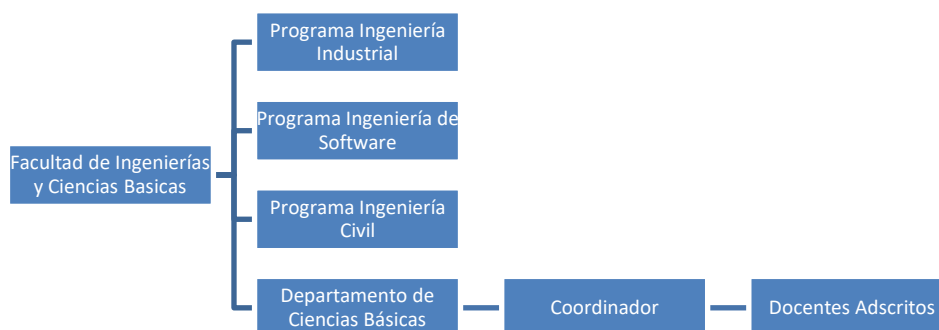 Programa Ingeniería
Industrial
Programa Ingeniería de
Software
Facultad de Ingenierías
y Ciencias Basicas
Programa Ingeniería
Civil
Departamento de
Ciencias Básicas
Coordinador
Docentes Adscritos